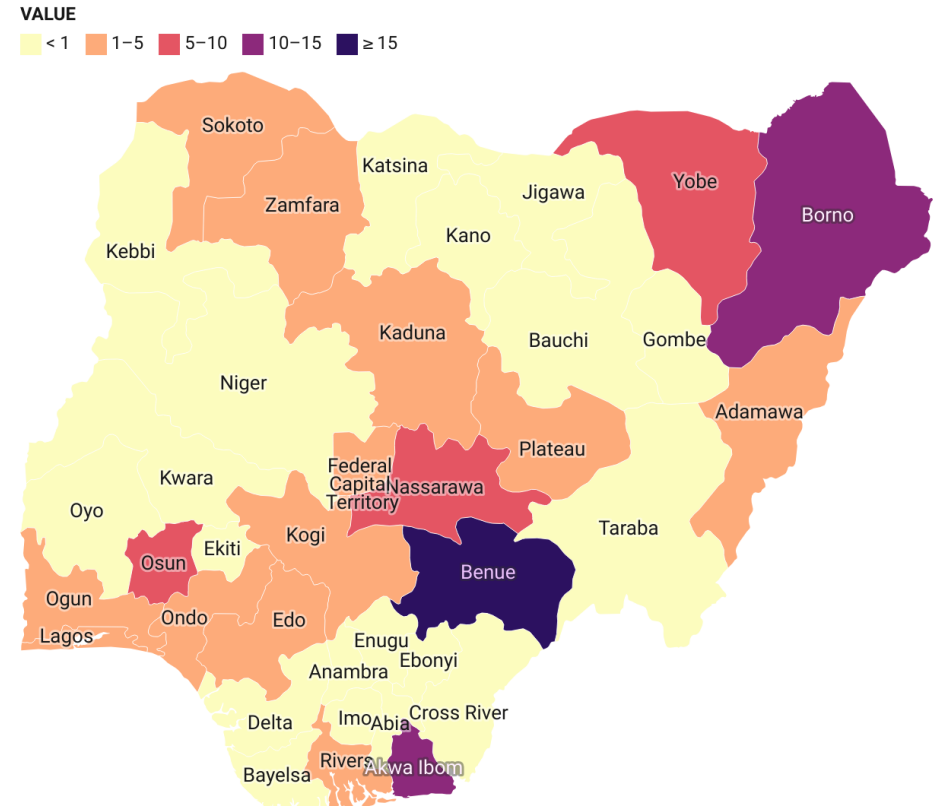 VALUE
< 1 1–5 5–10 10–15 ≥ 15
Sokoto
Katsina
Zamfara
Jigawa
Yobe
Borno
Kano
Kebbi
Kaduna
Bauchi
Gombe
Niger
Adamawa
Plateau
Federal
Capital
Territory
Nassarawa
Kwara
Oyo
Kogi
Taraba
Ekiti
Osun
Benue
Ogun
Ondo
Edo
Lagos
Enugu
Ebonyi
Anambra
Delta
Imo
Abia
Cross River
Rivers
Akwa Ibom
Bayelsa